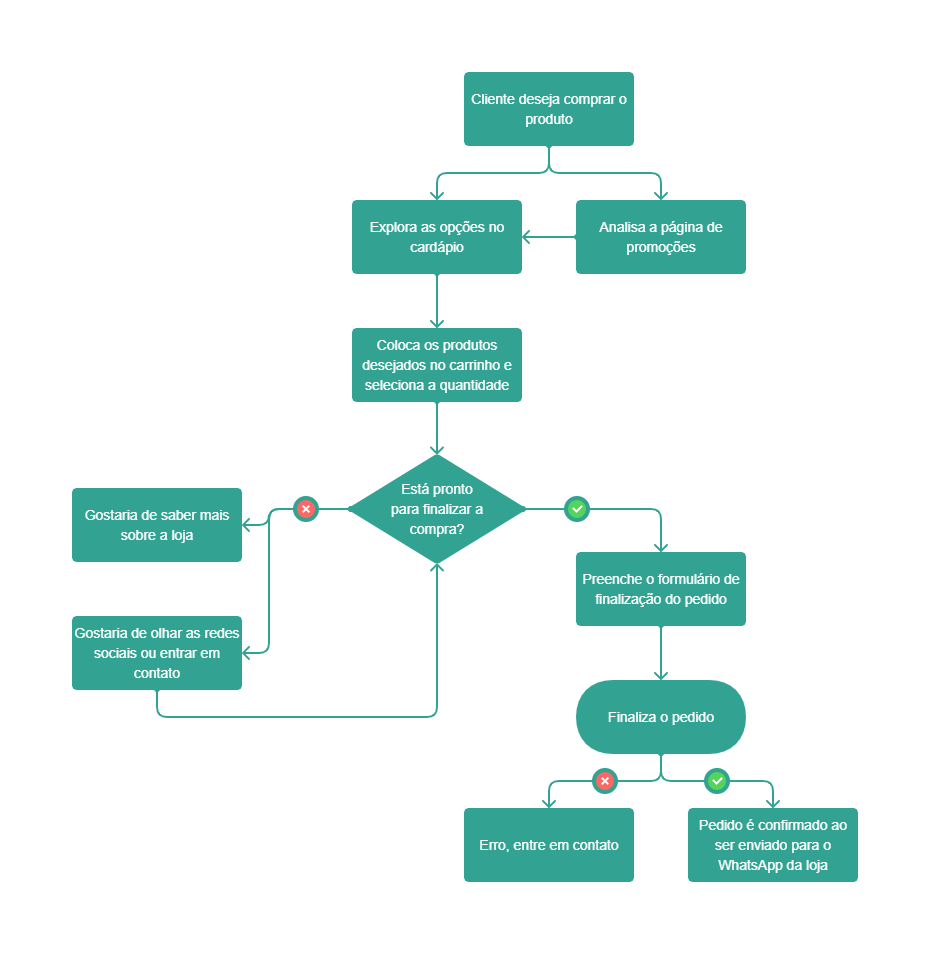 Cliente deseja comprar o
produto
Explora as opções no
cardápio
Analisa a página de
promoções
Coloca os produtos
desejados no carrinho e
seleciona a quantidade
Está pronto
para finalizar a
compra?
Gostaria de saber mais
sobre a loja
Preenche o formulário de
finalização do pedido
Gostaria de olhar as redes
sociais ou entrar em
contato
Finaliza o pedido
Erro, entre em contato
Pedido é confirmado ao
ser enviado para o
WhatsApp da loja